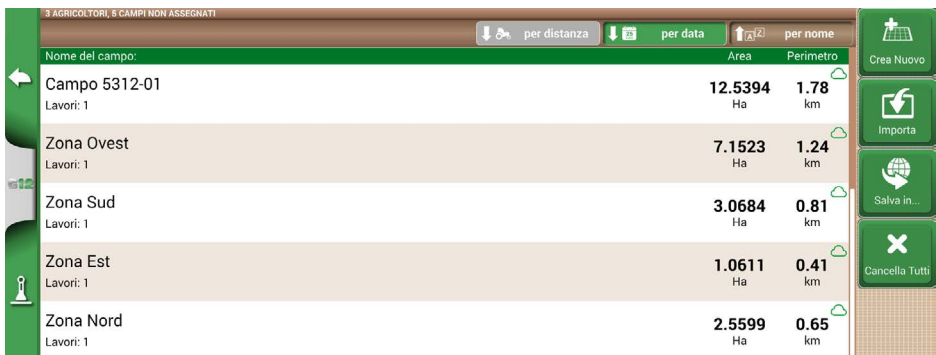 3 AGRICOLTORI, 5 CAMPI NON ASSEGNATI
per distanza
25 per data
A Z per nome
Nome del campo: Area Perimetro
Campo 5312-01 12.5394 1.78
Lavori: 1 Ha km
Zona Ovest 7.1523 1.24
Lavori: 1 Ha km
Zona Sud 3.0684 0.81
Lavori: 1 Ha km
Zona Est 1.0611 0.41
Lavori: 1 Ha km
Zona Nord 2.5599 0.65
Lavori: 1 Ha km
12
Crea Nuovo
Importa
Salva in...
Cancella Tutti